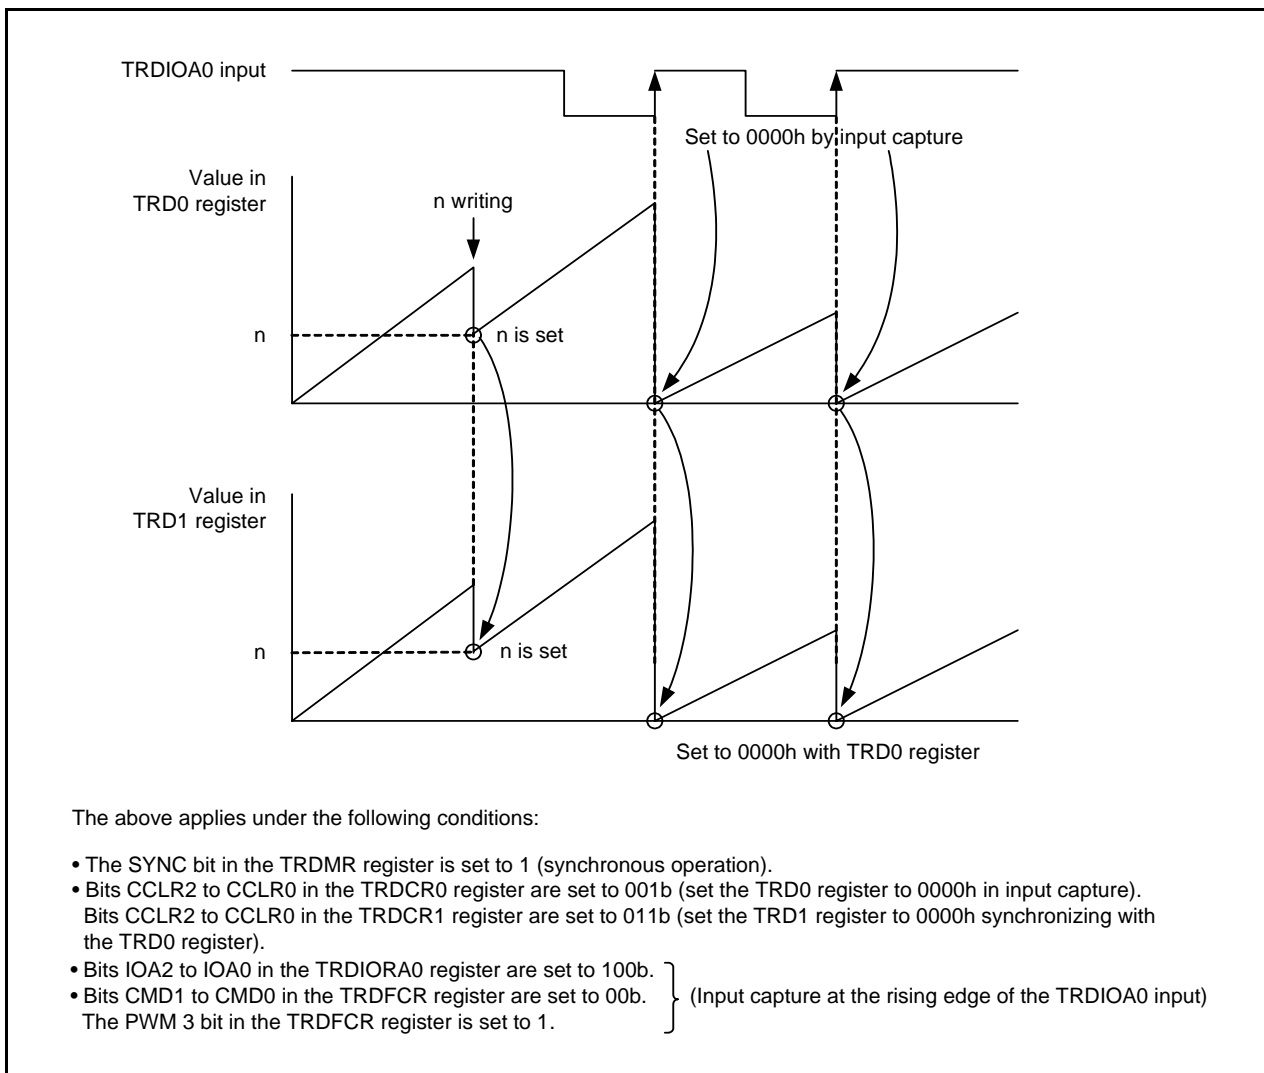 TRDIOA0 input
Set to 0000h by input capture
Value in
TRD0 register
n writing
n
n is set
Value in
TRD1 register
n
n is set
Set to 0000h with TRD0 register
The above applies under the following conditions:
• The SYNC bit in the TRDMR register is set to 1 (synchronous operation).
• Bits CCLR2 to CCLR0 in the TRDCR0 register are set to 001b (set the TRD0 register to 0000h in input capture).
Bits CCLR2 to CCLR0 in the TRDCR1 register are set to 011b (set the TRD1 register to 0000h synchronizing with
the TRD0 register).
• Bits IOA2 to IOA0 in the TRDIORA0 register are set to 100b.
• Bits CMD1 to CMD0 in the TRDFCR register are set to 00b.
The PWM 3 bit in the TRDFCR register is set to 1.
(Input capture at the rising edge of the TRDIOA0 input)